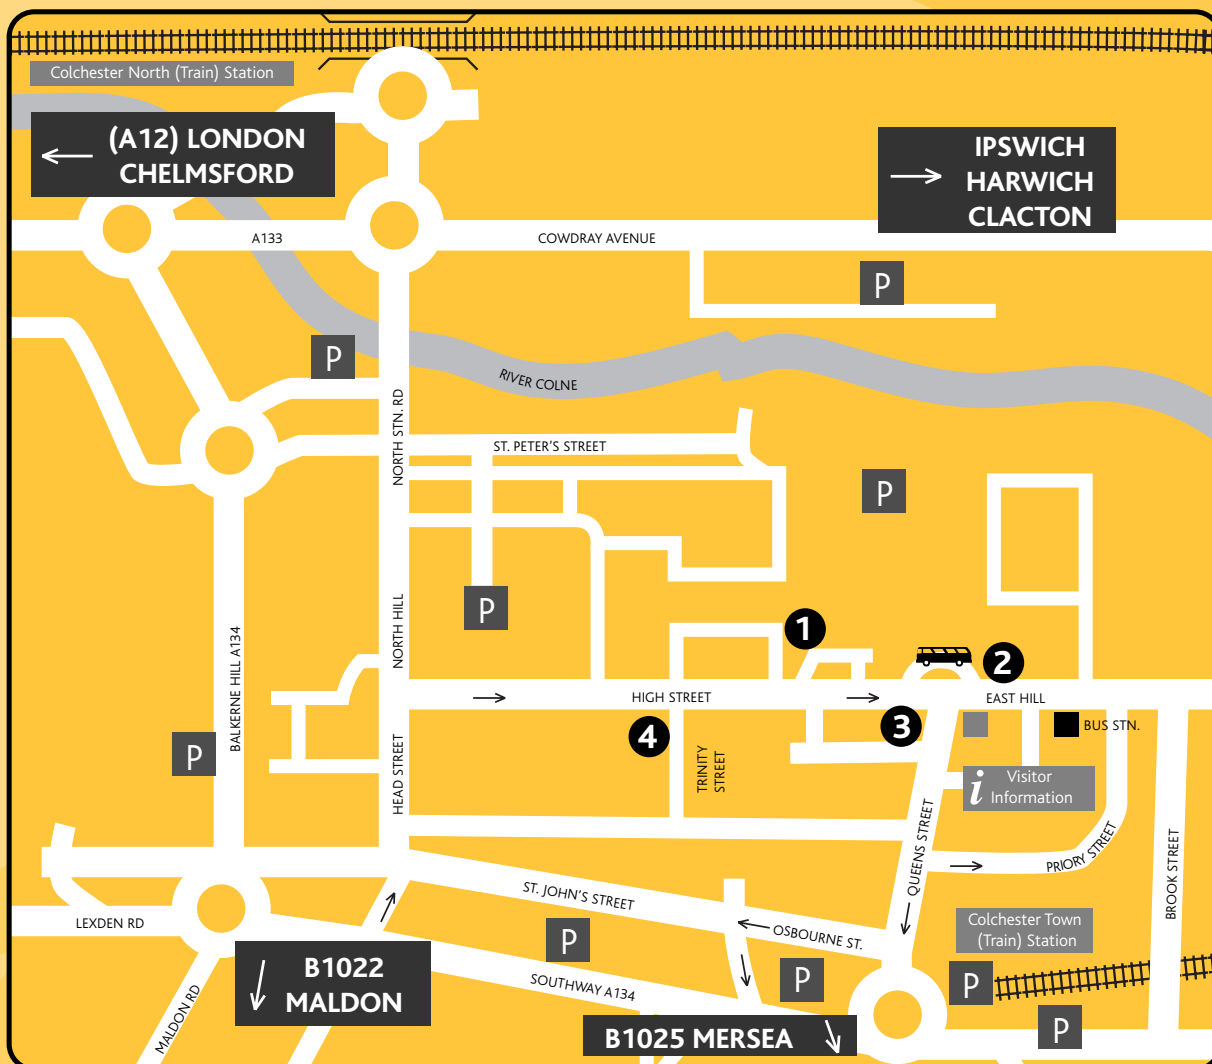 Colchester North (Train) Station
(A12) LONDON
CHELMSFORD
IPSWICH
HARWICH
CLACTON
A133
COWDRAY AVENUE
P
P
RIVER COLNE
NORTH STN. RD
ST. PETER'S STREET
P
P
NORTH HILL
BALKERNE HILL A134
1
2
HIGH STREET
EAST HILL
3
4
BUS STN.
P
HEAD STREET
TRINITY
STREET
i
Visitor
Information
QUEENS STREET
PRIORY STREET
BROOK STREET
ST. JOHN'S STREET
LEXDEN RD
OSBOURNE ST.
Colchester Town
(Train) Station
P
P
P
P
B1022
MALDON
MALDON RD
SOUTHWAY A134
B1025 MERSEA